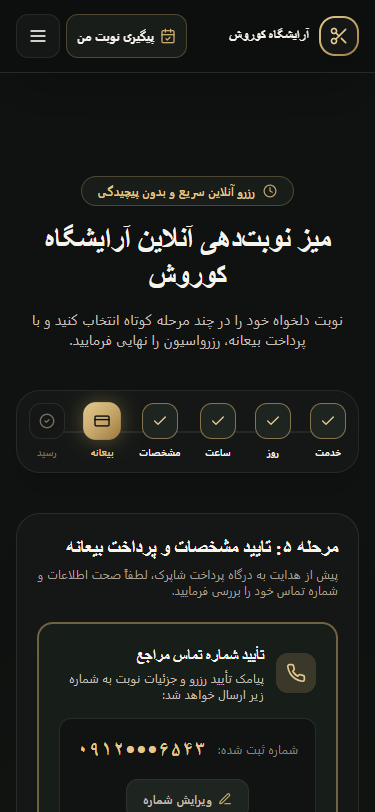 آرایشگاه کوروش
پیگیری نوبت من
رزرو آنلاین سریع و بدون پیچیدگی
میز نوبت‌دهی آنلاین آرایشگاه
کوروش
نوبت دلخواه خود را در چند مرحله کوتاه انتخاب کنید و با
پرداخت بیعانه، رزرواسیون را نهایی فرمایید.
خدمت
روز
ساعت
مشخصات
بیعانه
رسید
مرحله ۵: تایید مشخصات و پرداخت بیعانه
پیش از هدایت به درگاه پرداخت شاپرک، لطفاً صحت اطلاعات و
شماره تماس خود را بررسی فرمایید.
تأیید شماره تماس مراجع
پیامک تأیید رزرو و جزئیات نوبت به شماره
زیر ارسال خواهد شد:
شماره ثبت شده: ۰۹۱۲●●●۶۵۴۳
ویرایش شماره